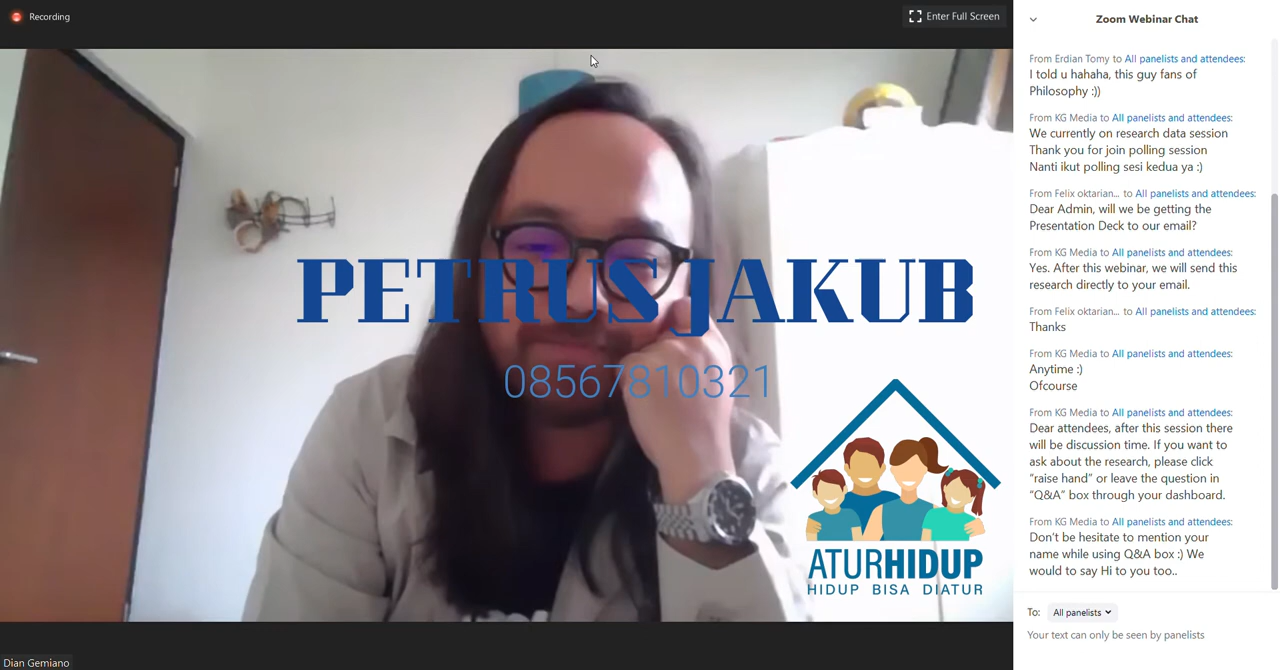 Recording
Enter Full Screen
PETRUS JAKUB
08567810321
ATURHIDUP
HIDUP BISA DIATUR
Dian Gemiano
Zoom Webinar Chat
From Erdian Tomy to All panelists and attendees:
I told u hahaha, this guy fans of
Philosophy :))
From KG Media to All panelists and attendees:
We currently on research data session
Thank you for join polling session
Nanti ikut polling sesi kedua ya :)
From Felix oktarian... to All panelists and attendees:
Dear Admin, will we be getting the
Presentation Deck to our email?
From KG Media to All panelists and attendees:
Yes. After this webinar, we will send this
research directly to your email.
From Felix oktarian... to All panelists and attendees:
Thanks
From KG Media to All panelists and attendees:
Anytime :)
Ofcourse
From KG Media to All panelists and attendees:
Dear attendees, after this session there
will be discussion time. If you want to
ask about the research, please click
“raise hand” or leave the question in
“Q&A” box through your dashboard.
From KG Media to All panelists and attendees:
Don't be hesitate to mention your
name while using Q&A box :) We
would to say Hi to you too..
To: All panelists
Your text can only be seen by panelists